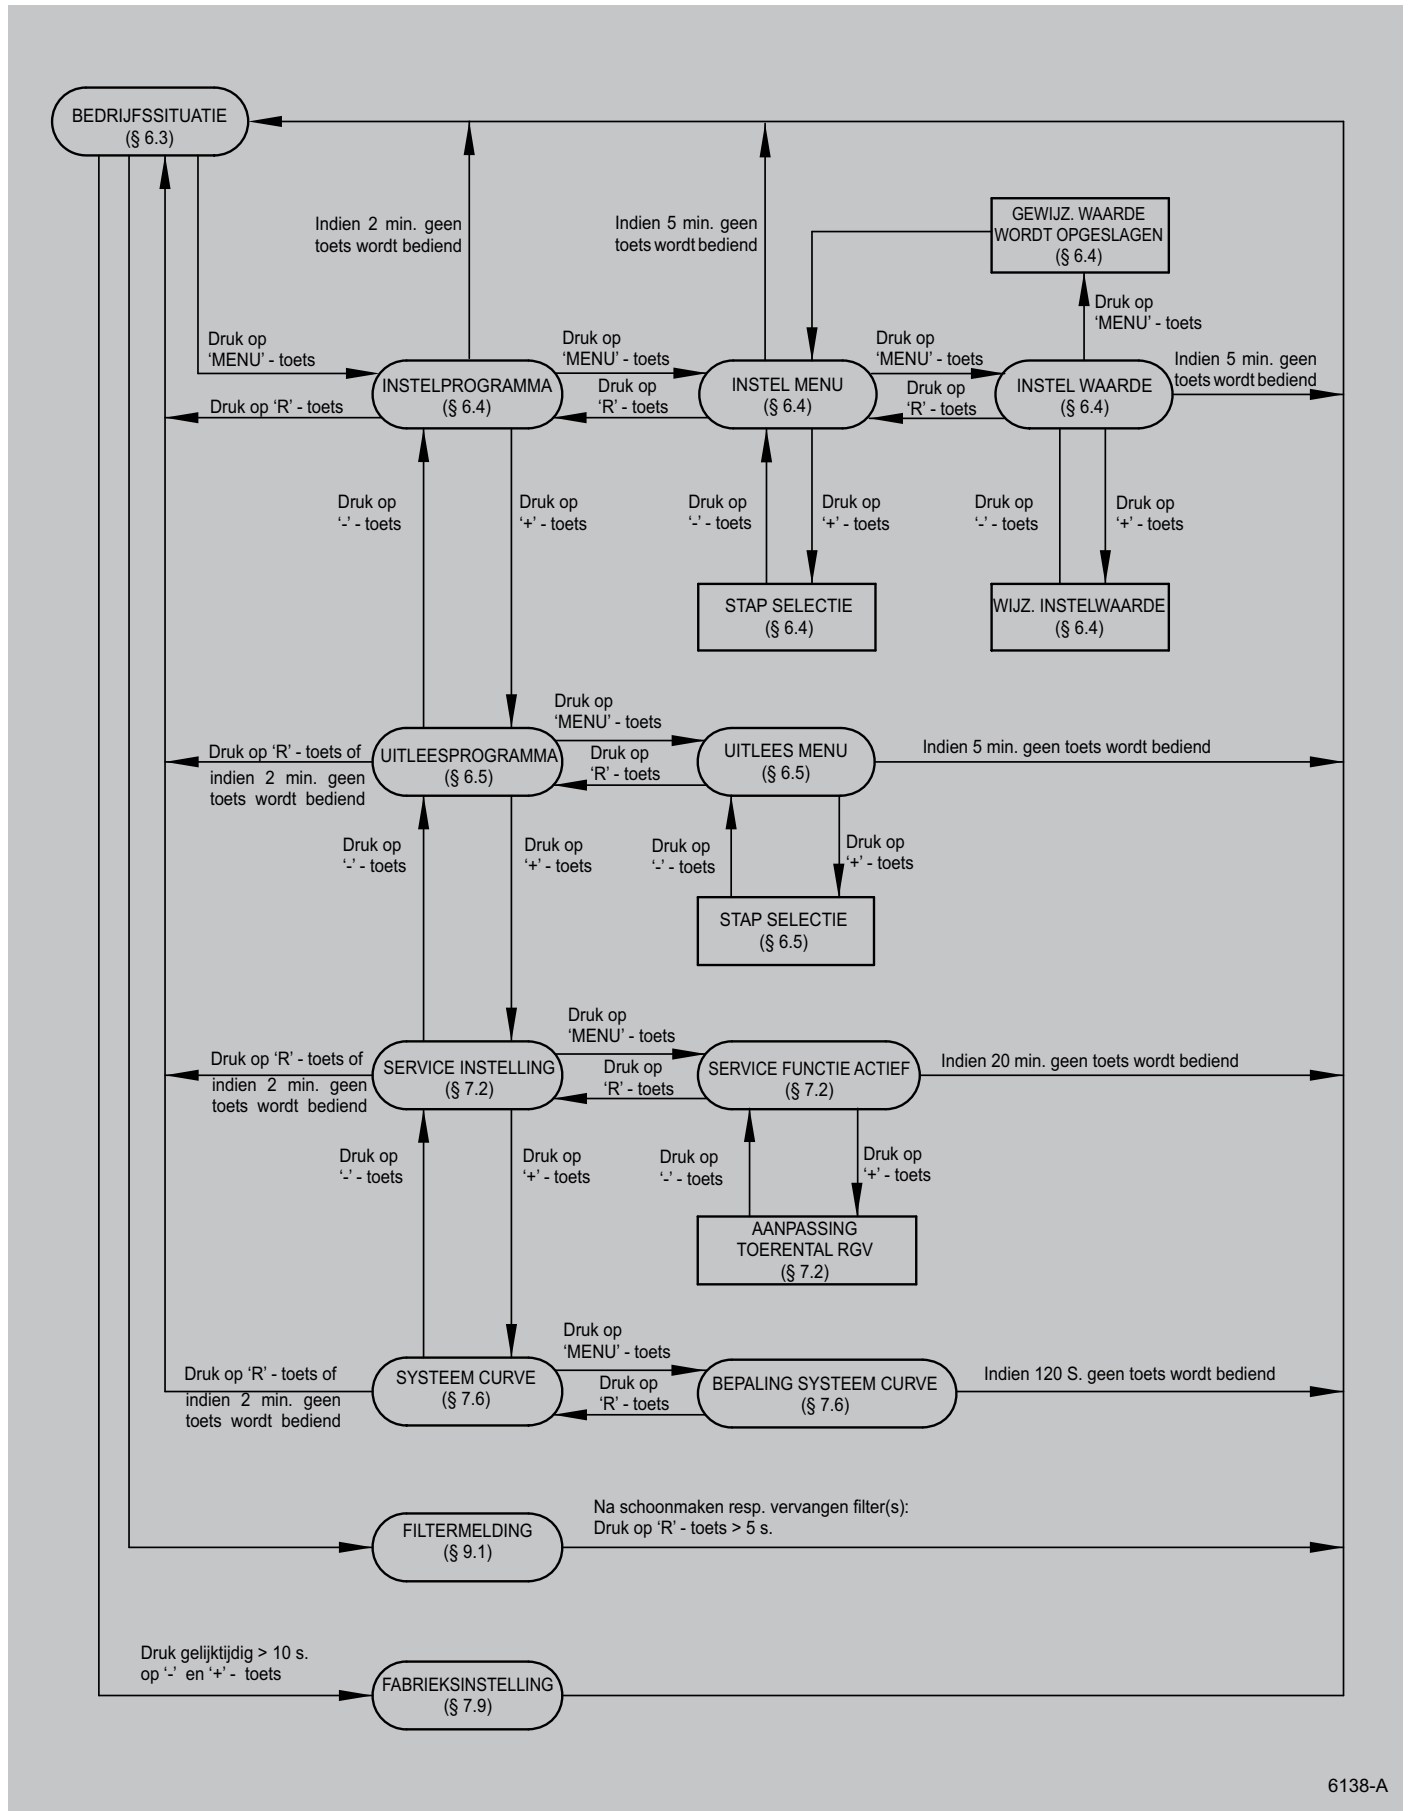 BEDRIJFSSITUATIE
(§ 6.3)
Indien 2 min. geen
toets wordt bediend
Indien 5 min. geen
toets wordt bediend
GEWIJZ. WAARDE
WORDT OPGESLAGEN
(§ 6.4)
Druk op
'MENU' - toets
Druk op
'MENU' - toets
Druk op
'MENU' - toets
Druk op
'MENU' - toets
Indien 5 min. geen
toets wordt bediend
INSTELPROGRAMMA
(§ 6.4)
INSTEL MENU
(§ 6.4)
INSTEL WAARDE
(§ 6.4)
Druk op 'R' - toets
Druk op
'R' - toets
Druk op
'R' - toets
Druk op
'-' - toets
Druk op
'+' - toets
Druk op
'-' - toets
Druk op
'+' - toets
Druk op
'-' - toets
Druk op
'+' - toets
STAP SELECTIE
(§ 6.4)
WIJZ. INSTELWAARDE
(§ 6.4)
Druk op
'MENU' - toets
Druk op 'R' - toets of
indien 2 min. geen
toets wordt bediend
UITLEESPROGRAMMA
(§ 6.5)
Druk op
'R' - toets
UITLEES MENU
(§ 6.5)
Indien 5 min. geen toets wordt bediend
Druk op
'-' - toets
Druk op
'+' - toets
Druk op
'-' - toets
Druk op
'+' - toets
STAP SELECTIE
(§ 6.5)
Druk op
'MENU' - toets
Druk op 'R' - toets of
indien 2 min. geen
toets wordt bediend
SERVICE INSTELLING
(§ 7.2)
Druk op
'R' - toets
SERVICE FUNCTIE ACTIEF
(§ 7.2)
Indien 20 min. geen toets wordt bediend
Druk op
'-' - toets
Druk op
'+' - toets
Druk op
'-' - toets
Druk op
'+' - toets
AANPASSING
TOERENTAL RGV
(§ 7.2)
Druk op
'MENU' - toets
Druk op 'R' - toets of
indien 2 min. geen
toets wordt bediend
SYSTEEM CURVE
(§ 7.6)
Druk op
'R' - toets
BEPALING SYSTEEM CURVE
(§ 7.6)
Indien 120 S. geen toets wordt bediend
FILTERMELDING
(§ 9.1)
Na schoonmaken resp. vervangen filter(s):
Druk op 'R' - toets > 5 s.
Druk gelijktijdig > 10 s.
op '-' en '+' - toets
FABRIEKSINSTELLING
(§ 7.9)
6138-A